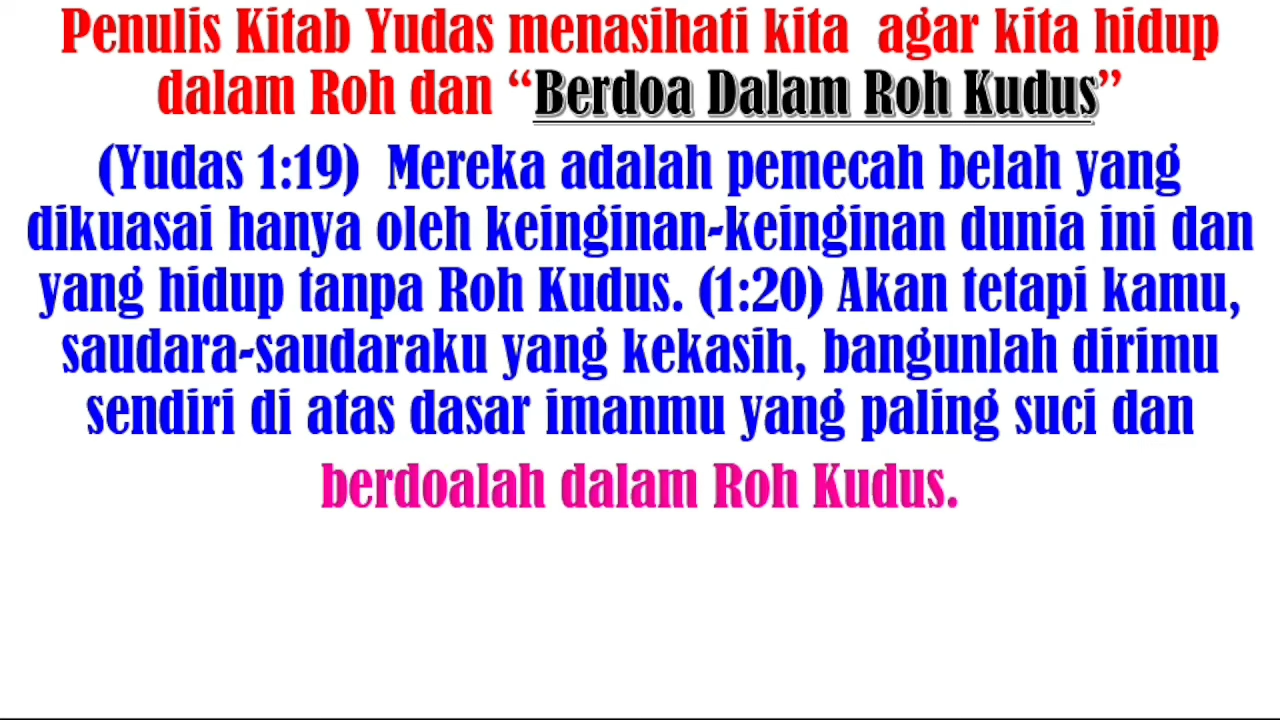 Penulis Kitab Yudas menasihati kita agar kita hidup
dalam Roh dan “Berdoa Dalam Roh Kudus”
(Yudas 1:19) Mereka adalah pemecah belah yang
dikuasai hanya oleh keinginan-keinginan dunia ini dan
yang hidup tanpa Roh Kudus. (1:20) Akan tetapi kamu,
saudara-saudaraku yang kekasih, bangunlah dirimu
sendiri di atas dasar imanmu yang paling suci dan
berdoalah dalam Roh Kudus.